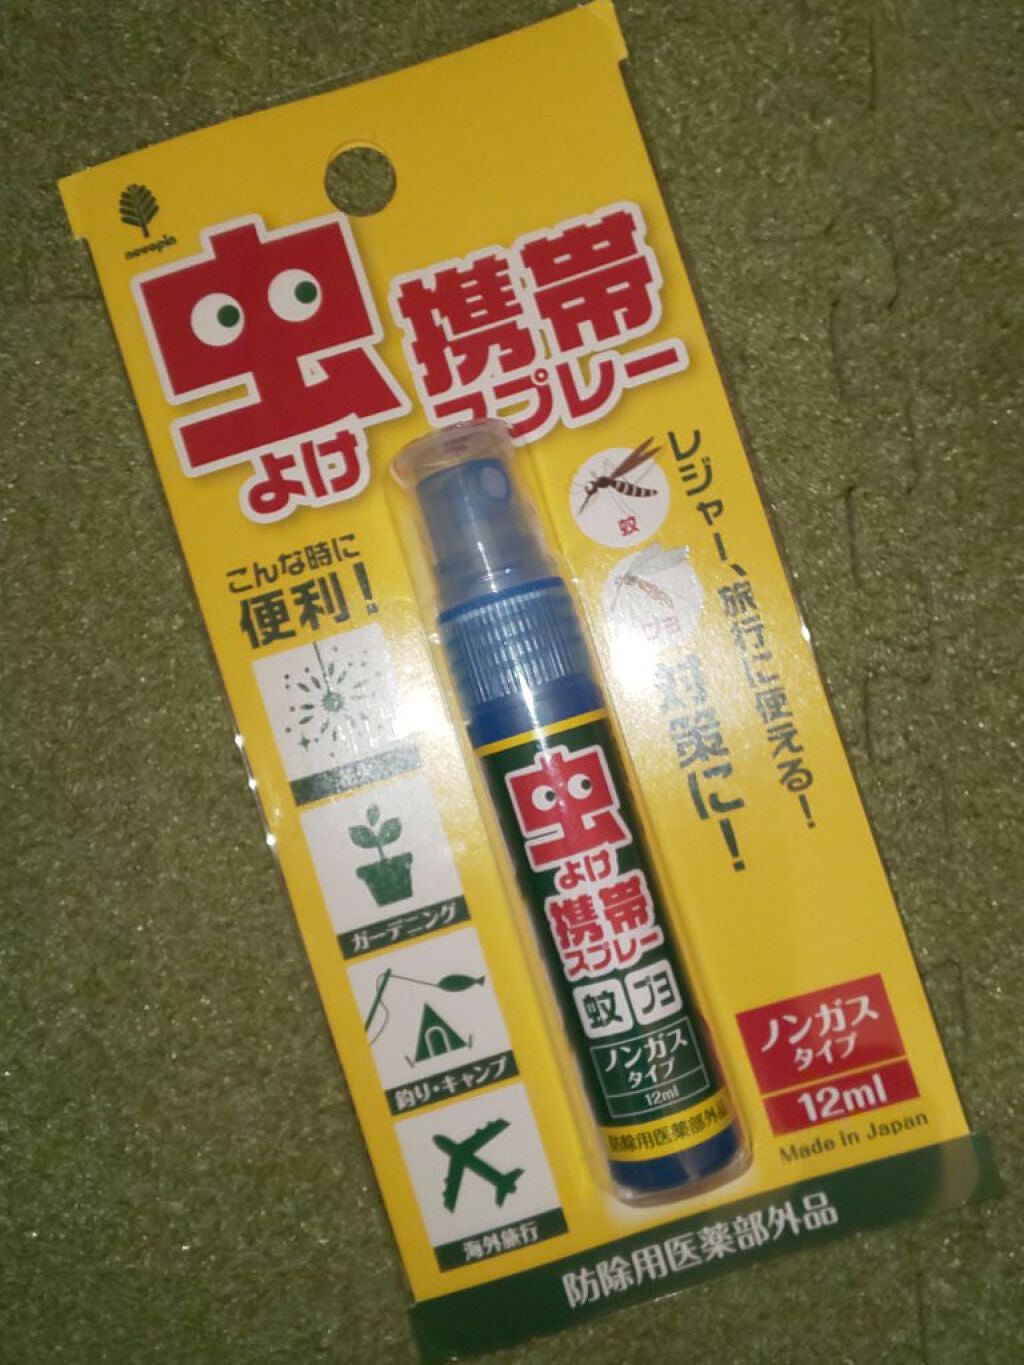 novopin
虫
よけ
携帯
スプレー
こんな時に
便利!
ガーデニング
釣り・キャンプ
海外旅行
蚊
ブヨ
レジャー、旅行に使える!
対策に!
虫
よけ
携帯
スプレー
蚊 ブヨ
ノンガス
タイプ
12ml
防除用医薬部外品
ノンガス
タイプ
12ml
Made in Japan
防除用医薬部外品